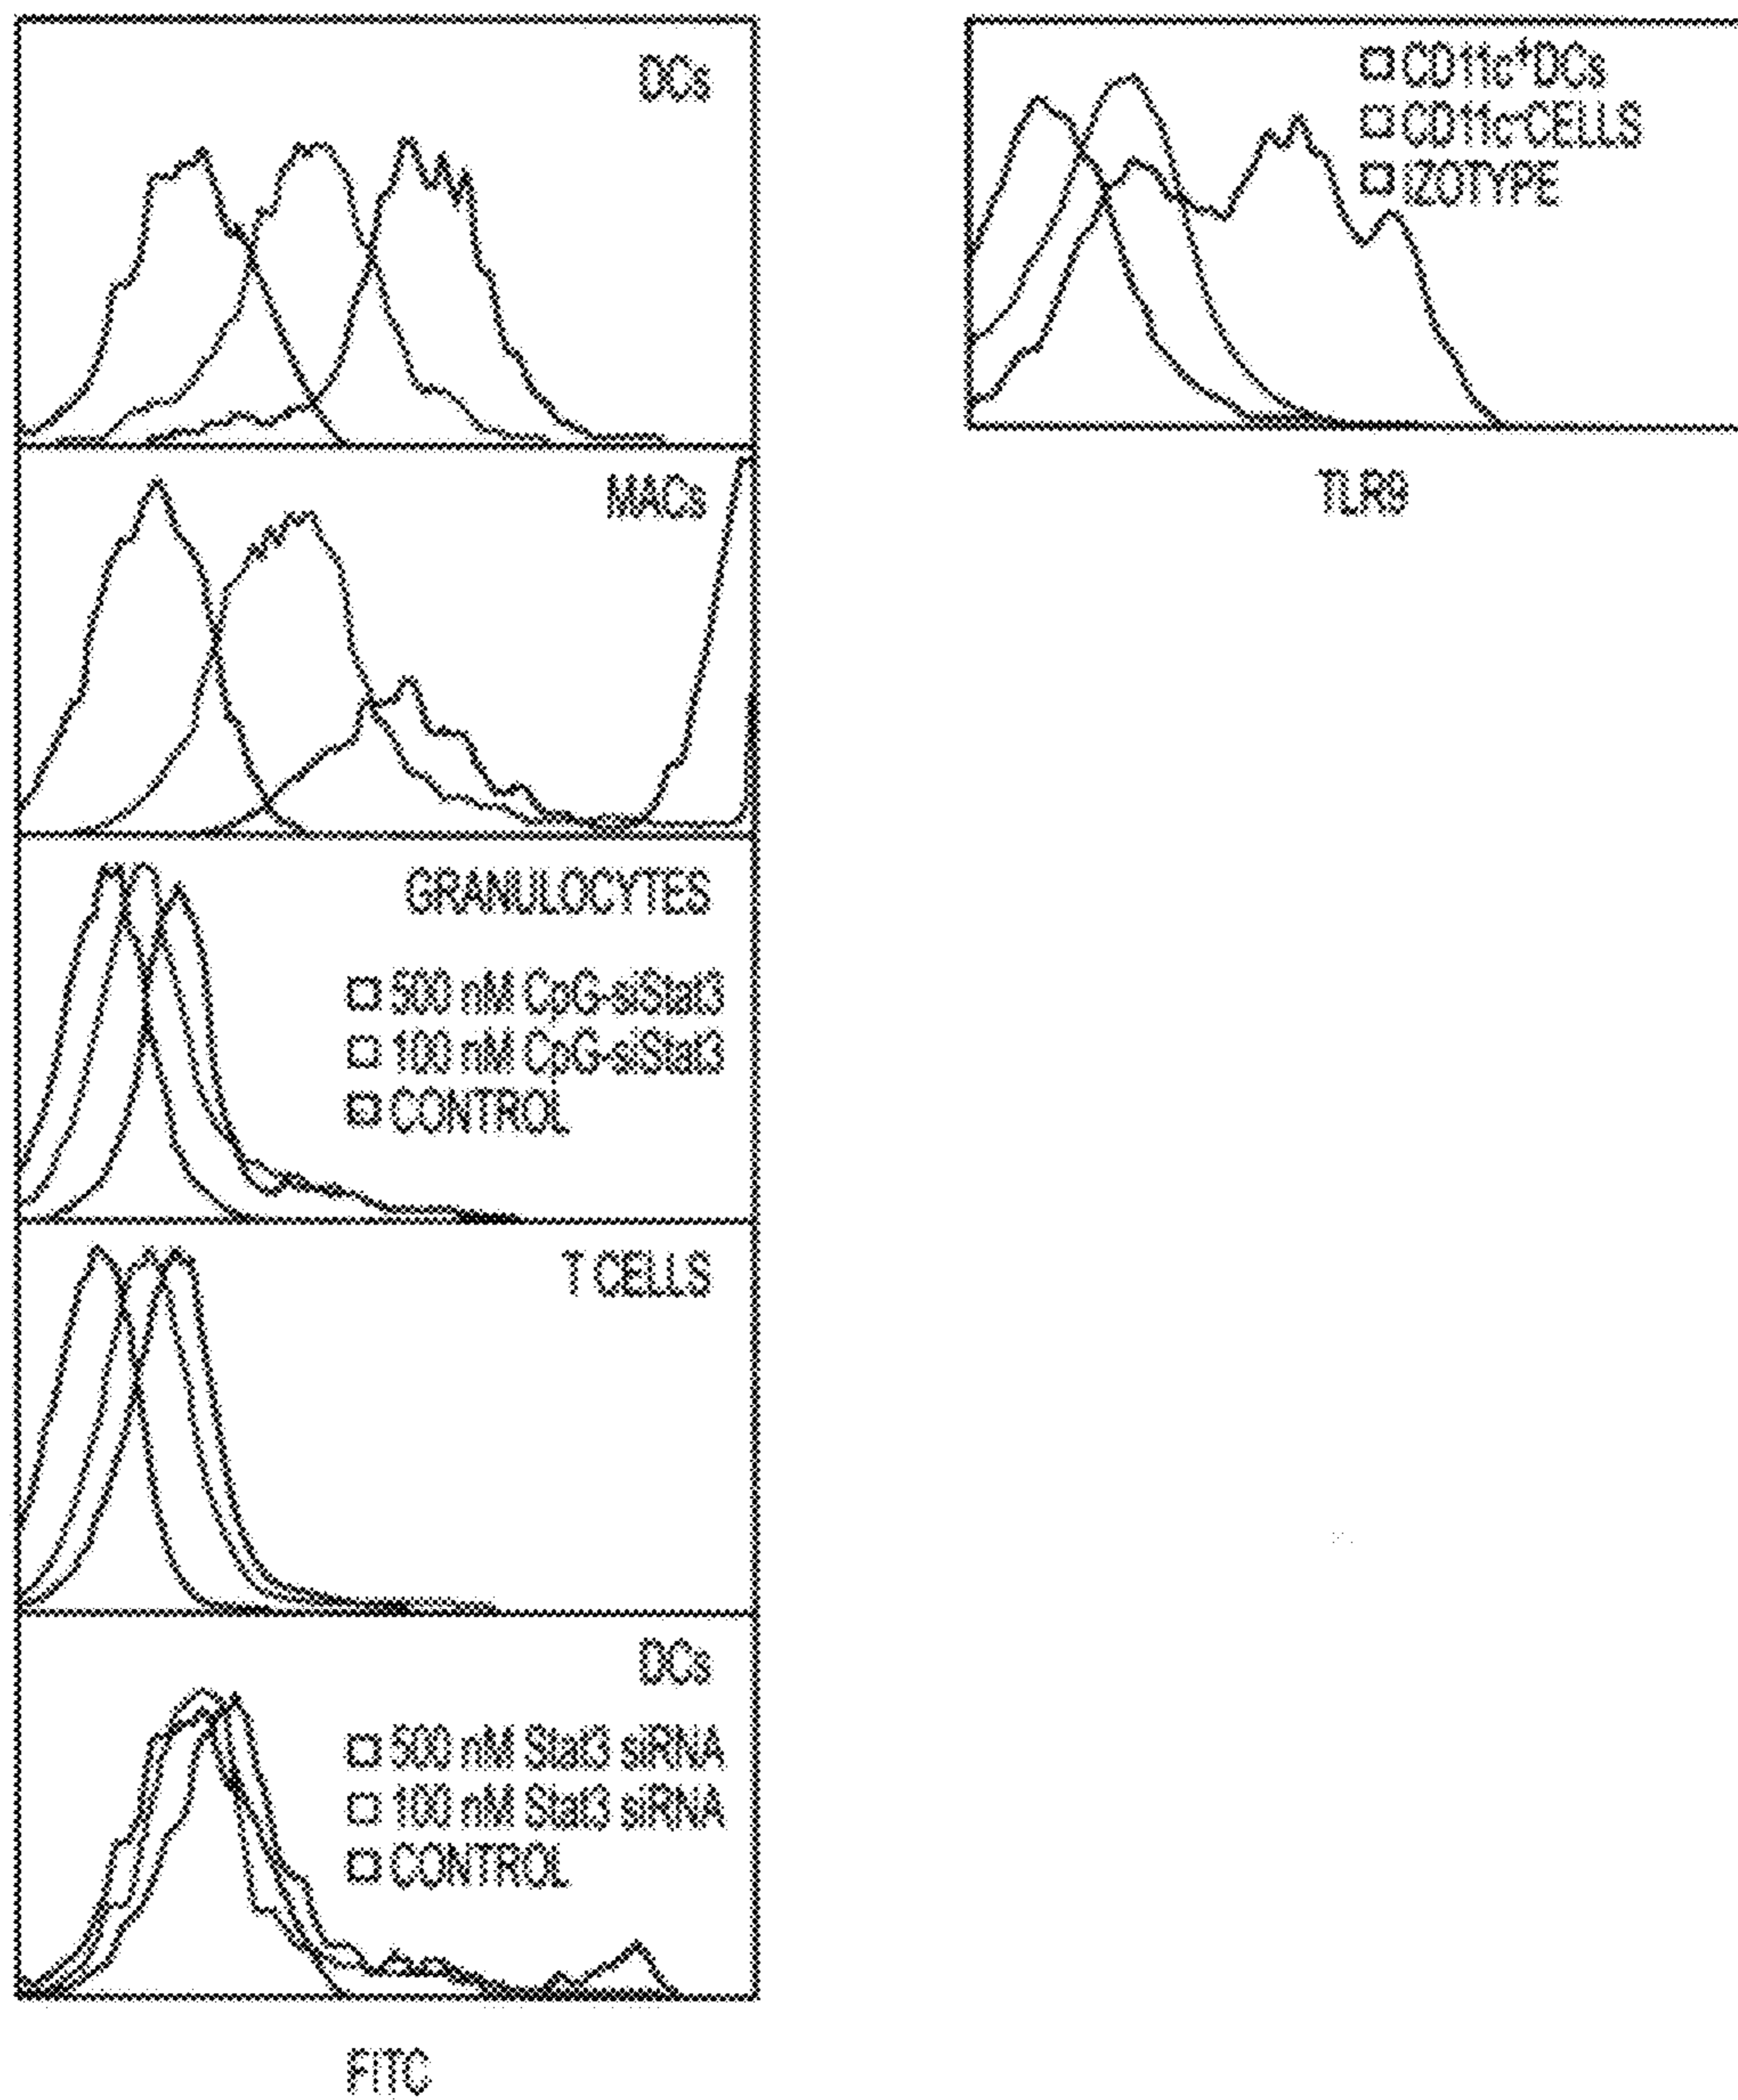 DCs
MACs
GRANULOCYTES
500 nM CpG-siStat3
100 nM CpG-siStat3
CONTROL
T CELLS
DCs
500 nM Stat3 siRNA
100 nM Stat3 siRNA
CONTROL
FITC
CD11c+DCs
CD11c-CELLS
IZOTYPE
TLR9